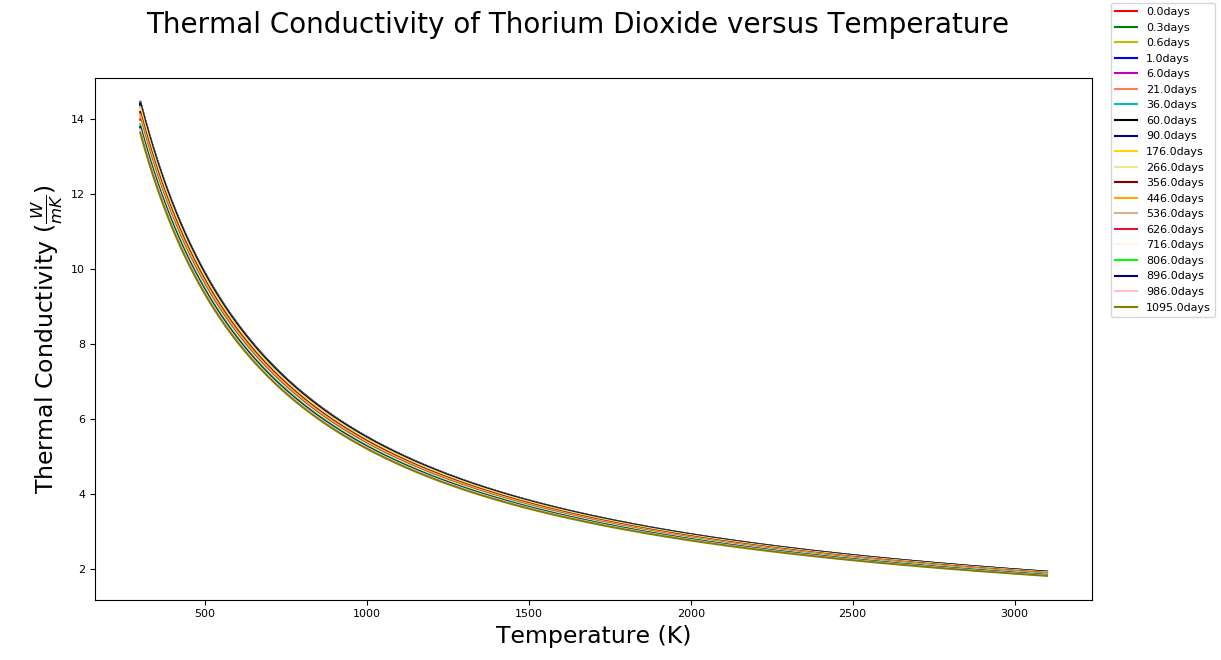 Thermal Conductivity of Thorium Dioxide versus Temperature
0.0days
0.3days
0.6days
1.0days
6.0days
21.0days
36.0days
60.0days
90.0days
176.0days
266.0days
356.0days
446.0days
536.0days
626.0days
716.0days
806.0days
896.0days
986.0days
1095.0days
Thermal Conductivity (W/mK)
14
12
10
8
6
4
2
500 1000 1500 2000 2500 3000
Temperature (K)